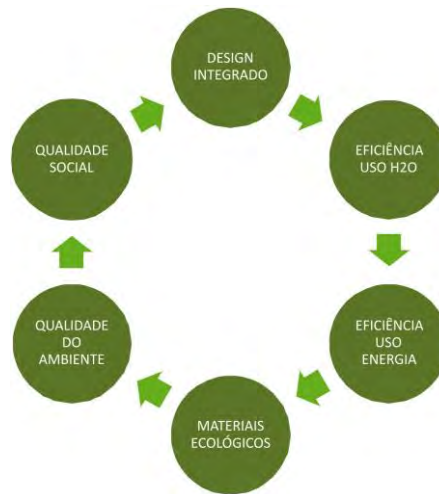 DESIGN
INTEGRADO
EFICIÊNCIA
USO H2O
EFICIÊNCIA
USO
ENERGIA
MATERIAIS
ECOLÓGICOS
QUALIDADE
DO
AMBIENTE
QUALIDADE
SOCIAL